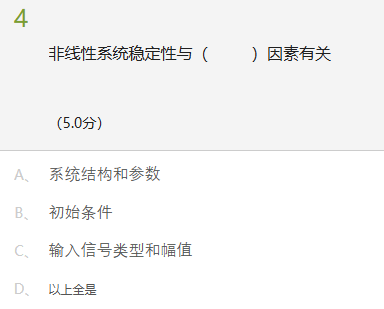 4
非线性系统稳定性与（　　）因素有关
（5.0分）
A、 系统结构和参数
B、 初始条件
C、 输入信号类型和幅值
D、 以上全是